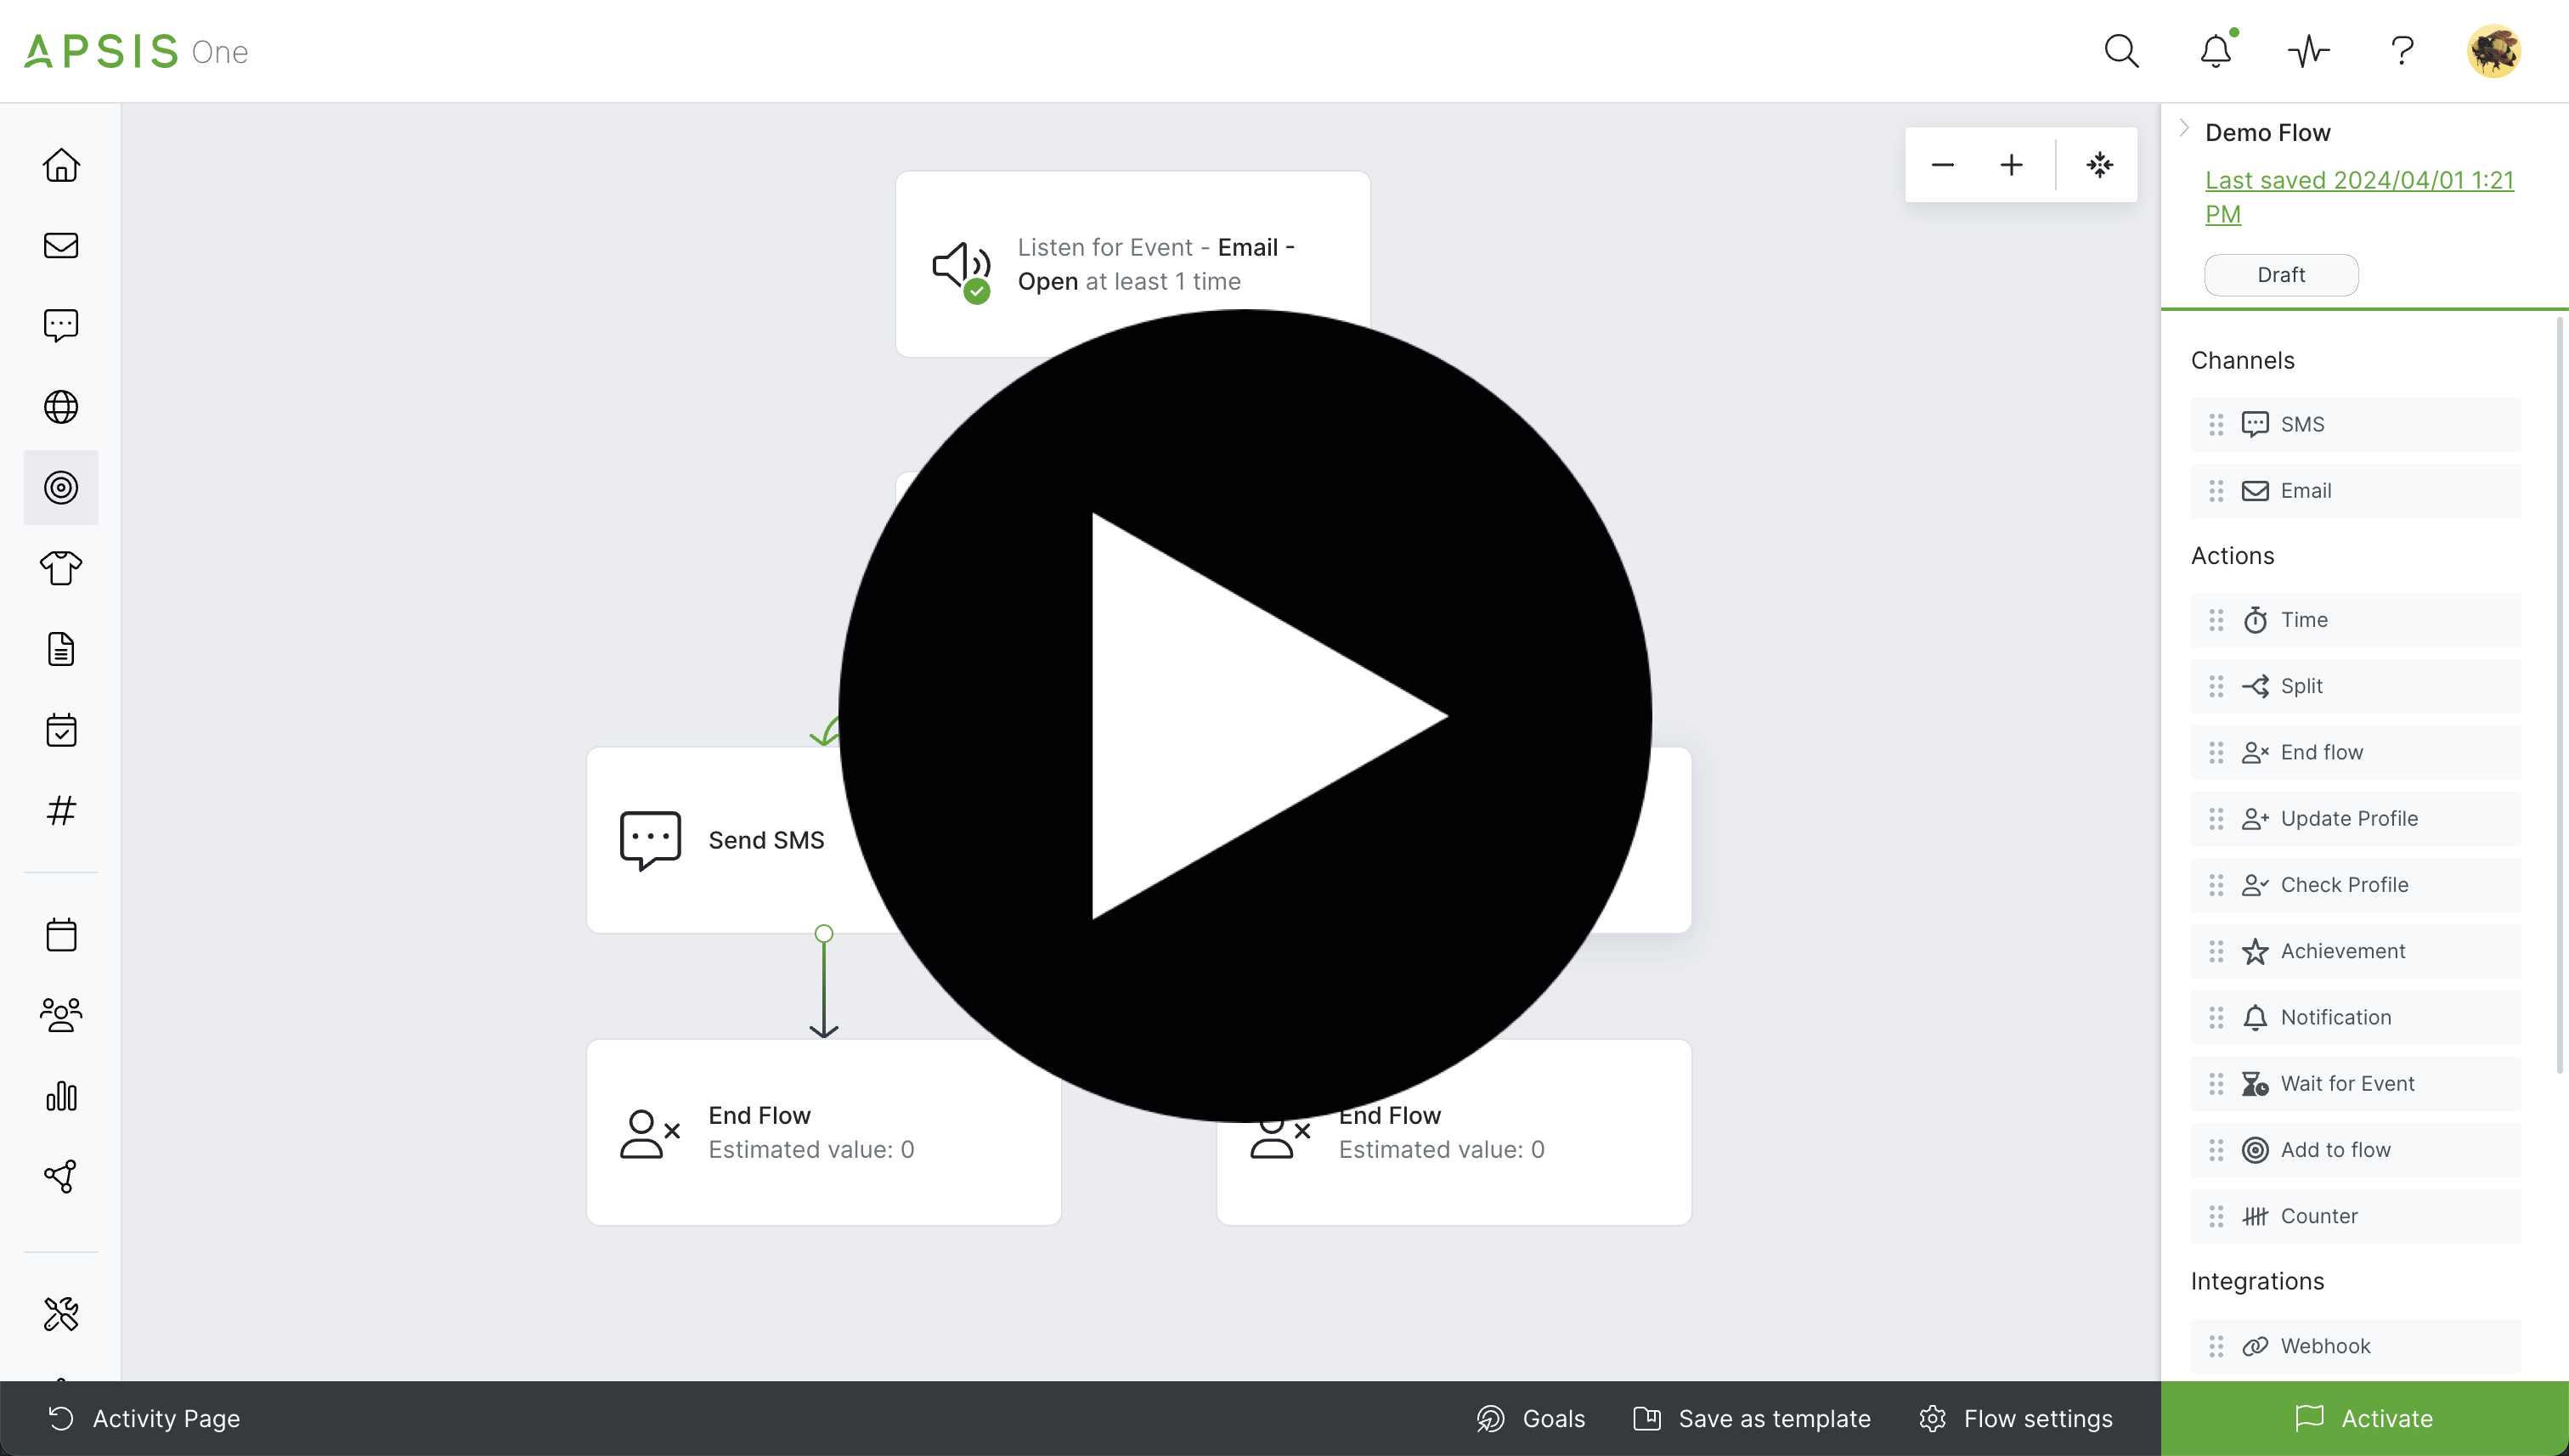 APSIS One
Listen for Event - Email -
Open at least 1 time
Send SMS
End Flow
Estimated value: 0
End Flow
Estimated value: 0
Demo Flow
Last saved 2024/04/01 1:21
PM
Draft
Channels
SMS
Email
Actions
Time
Split
End flow
Update Profile
Check Profile
Achievement
Notification
Wait for Event
Add to flow
Counter
Integrations
Webhook
Activity Page
Goals
Save as template
Flow settings
Activate